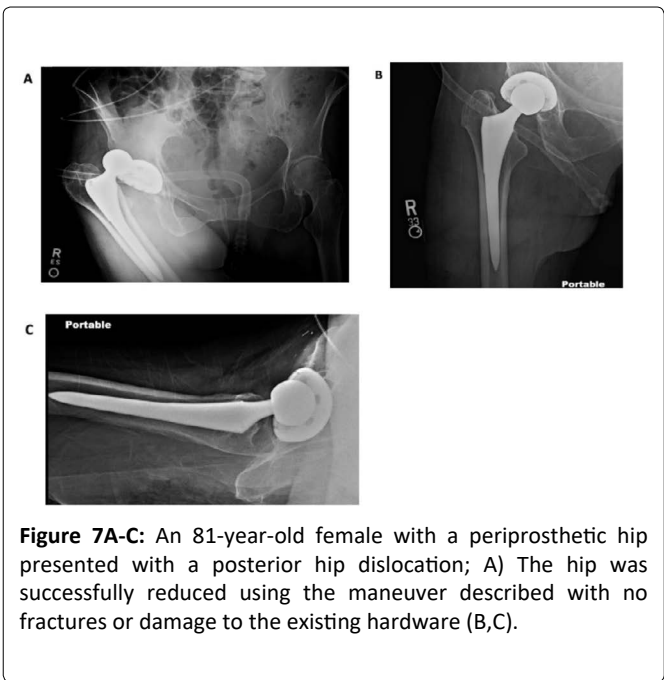 A
B
R
R
33
Portable
C
Portable
Figure 7A-C: An 81-year-old female with a periprosthetic hip
presented with a posterior hip dislocation; A) The hip was
successfully reduced using the maneuver described with no
fractures or damage to the existing hardware (B,C).